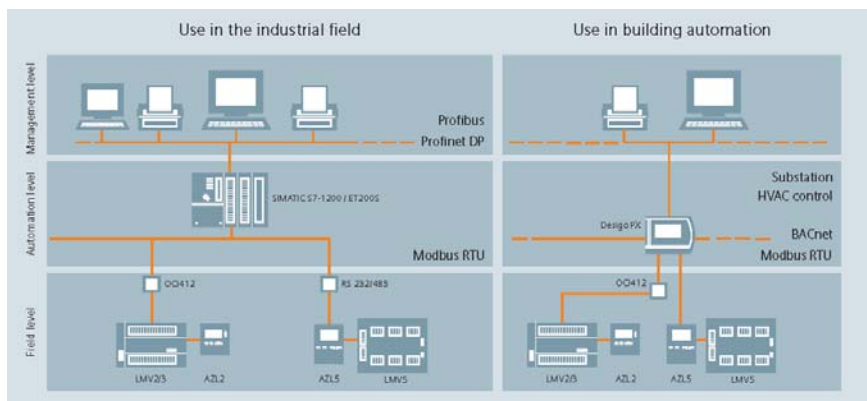 Use in the industrial field
Use in building automation
Management level
Profibus
Profinet DP
Automation level
SIMATIC S7-1200 / ET200S
Modbus RTU
Substation
HVAC control
Desigo PX
BACnet
Modbus RTU
Field level
OCI412
RS 232/485
LMV2/3
AZL2
AZL5
LMV5
OCI412
LMV2/3
AZL2
AZL5
LMV5